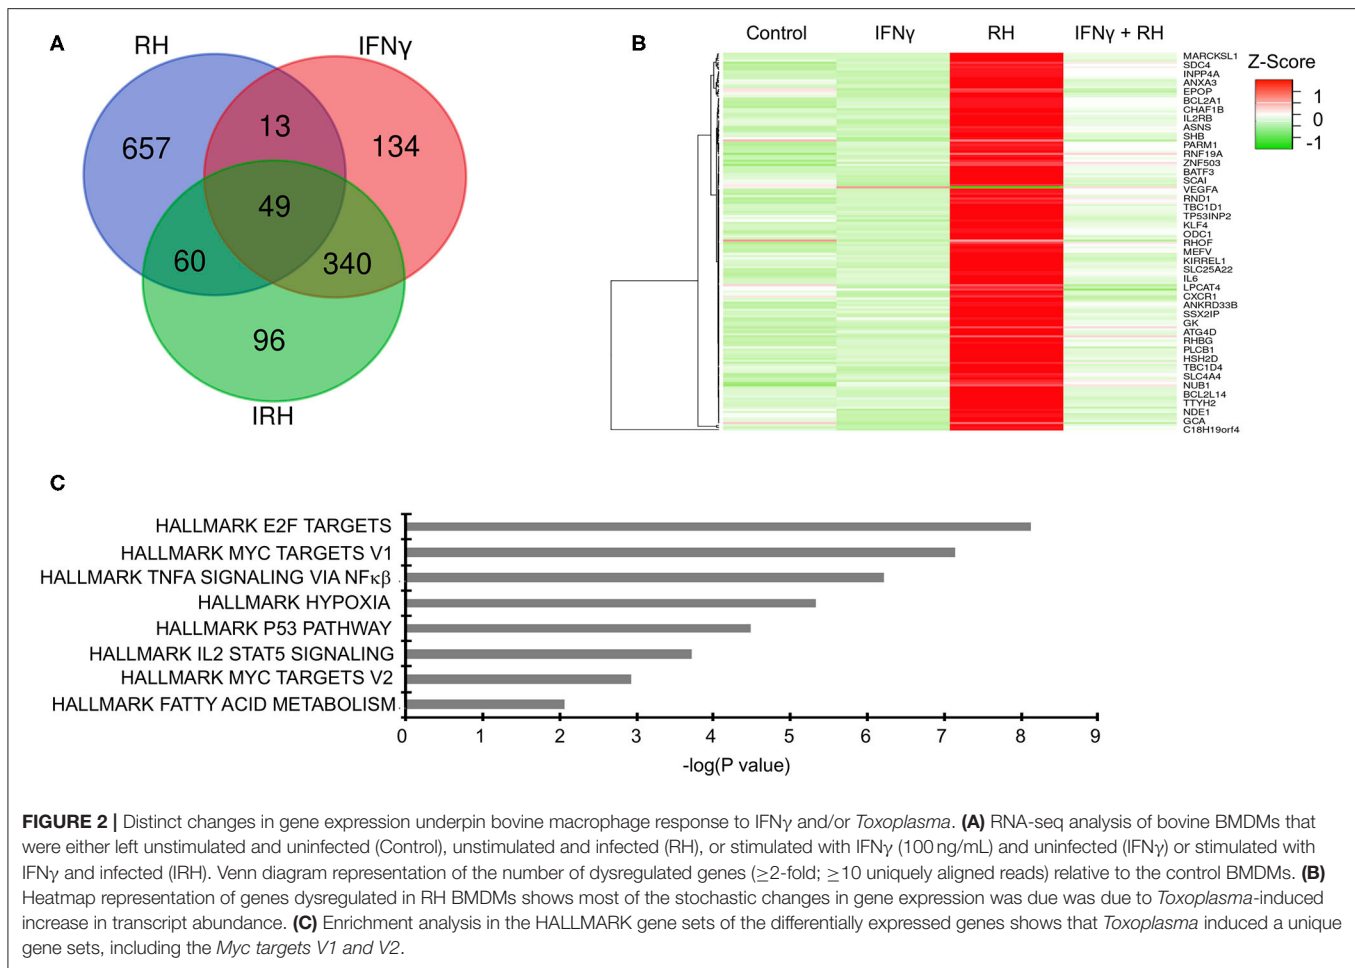 A
RH
IFNγ
657
13
134
49
60
340
96
IRH
B
Control
IFNγ
RH
IFNγ + RH
MARCKSL1
SDC4
INPP4A
ANXA3
EPOP
BCL2A1
CHAF1B
IL2RB
ASNS
SHB
PARM1
RNF19A
ZNF503
BATF3
SCAI
VEGFA
RND1
TBC1D1
TP53INP2
KLF4
ODC1
RHOF
MEFV
KIRREL1
SLC25A22
IL6
LPCAT4
CXCR1
ANKRD33B
SSX2IP
GK
ATG4D
RHBG
PLCB1
HSH2D
TBC1D4
SLC4A4
NUB1
BCL2L14
TTYH2
NDE1
GCA
C18H19orf4
Z-Score
1
0
-1
C
HALLMARK E2F TARGETS
HALLMARK MYC TARGETS V1
HALLMARK TNFA SIGNALING VIA NFκβ
HALLMARK HYPOXIA
HALLMARK P53 PATHWAY
HALLMARK IL2 STAT5 SIGNALING
HALLMARK MYC TARGETS V2
HALLMARK FATTY ACID METABOLISM
0 1 2 3 4 5 6 7 8 9
-log(P value)
FIGURE 2 | Distinct changes in gene expression underpin bovine macrophage response to IFNγ and/or Toxoplasma. (A) RNA-seq analysis of bovine BMDMs that
were either left unstimulated and uninfected (Control), unstimulated and infected (RH), or stimulated with IFNγ (100 ng/mL) and uninfected (IFNγ) or stimulated with
IFNγ and infected (IRH). Venn diagram representation of the number of dysregulated genes (≥2-fold; ≥10 uniquely aligned reads) relative to the control BMDMs. (B)
Heatmap representation of genes dysregulated in RH BMDMs shows most of the stochastic changes in gene expression was due was due to Toxoplasma-induced
increase in transcript abundance. (C) Enrichment analysis in the HALLMARK gene sets of the differentially expressed genes shows that Toxoplasma induced a unique
gene sets, including the Myc targets V1 and V2.